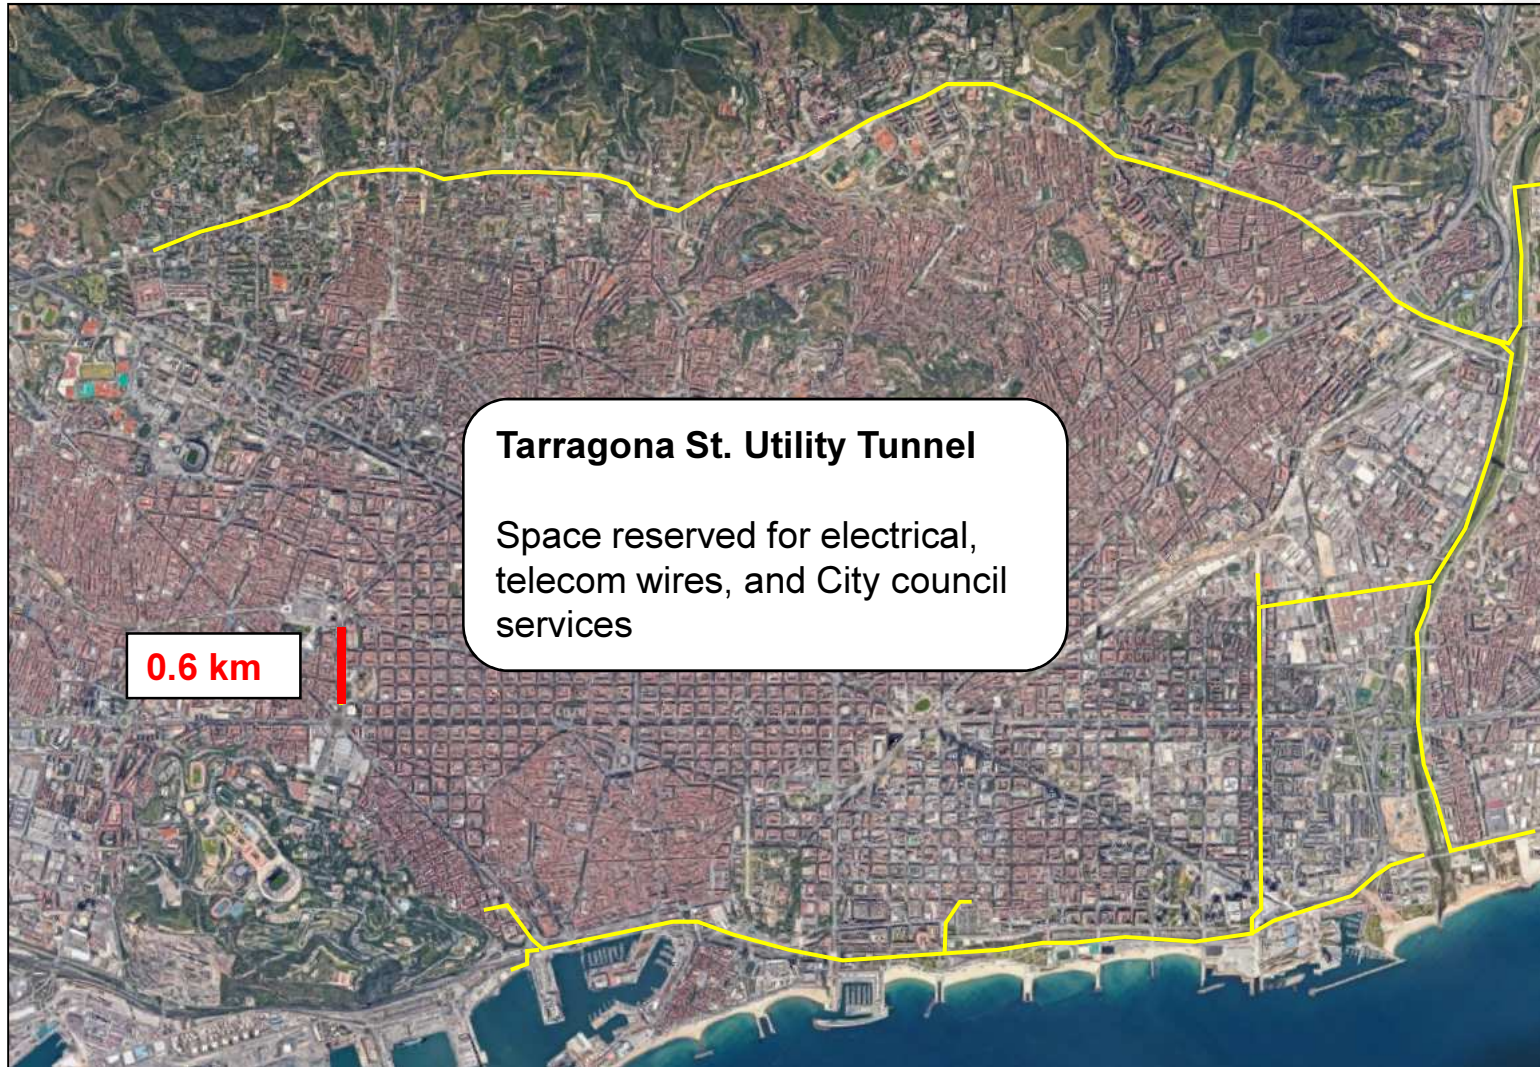 Tarragona St. Utility Tunnel
Space reserved for electrical,
telecom wires, and City council
services
0.6 km